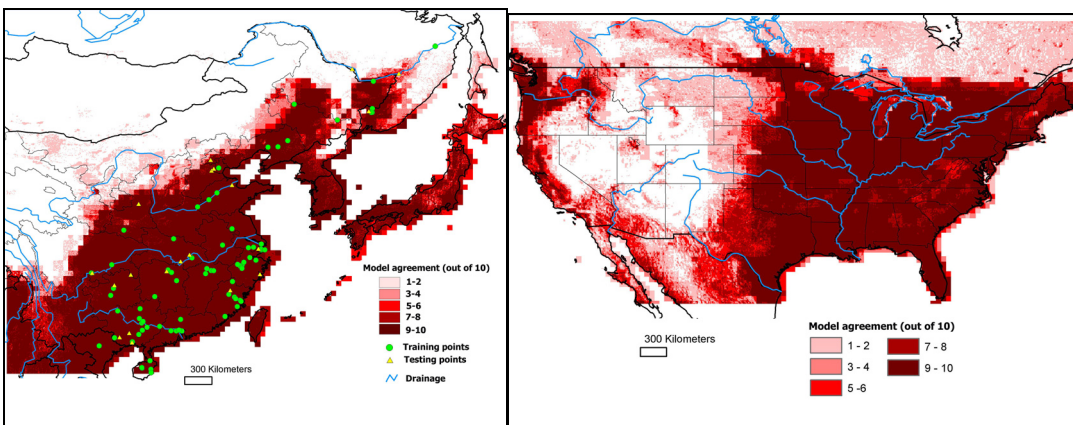 Model agreement (out of 10)
1-2
3-4
5-6
7-8
9-10
Training points
Testing points
Drainage
300 Kilometers
300 Kilometers
Model agreement (out of 10)
1 - 2
3 - 4
5 -6
7 - 8
9 - 10